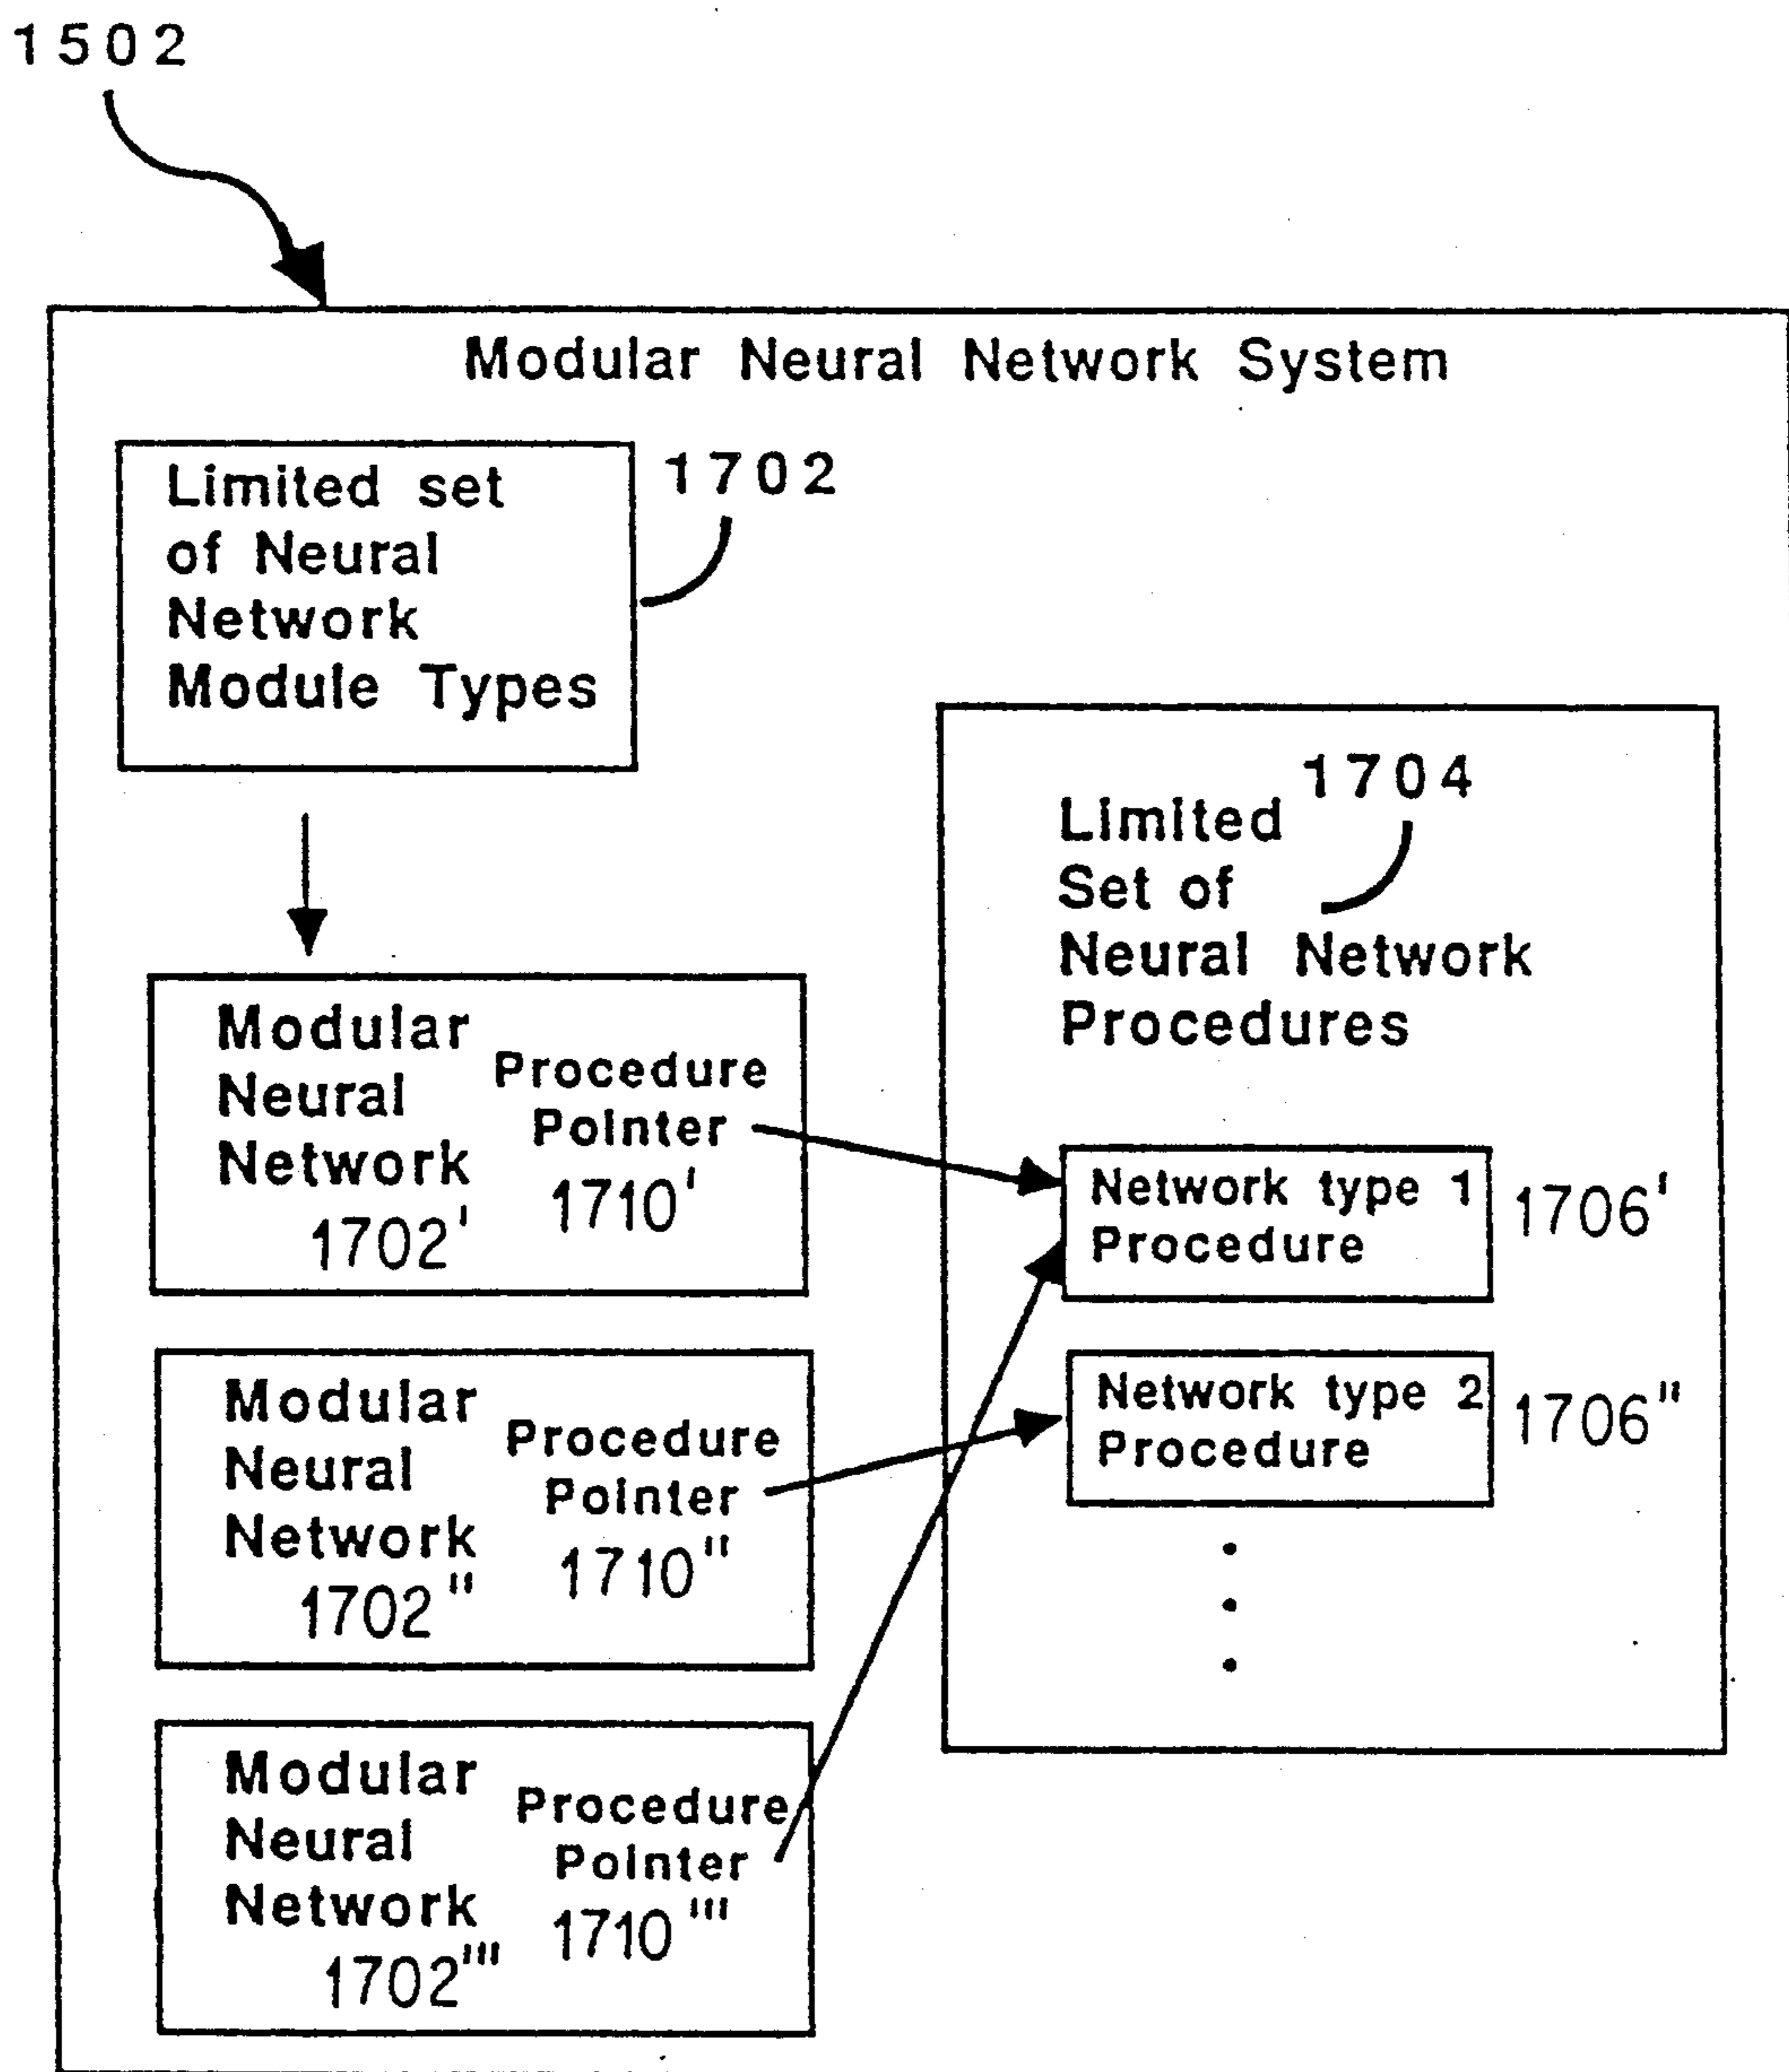 1502
Modular Neural Network System
Limited set
of Neural
Network
Module Types
1702
Limited
Set of
Neural Network
Procedures
1704
Modular
Neural
Network
1702'
Procedure
Pointer
1710'
Network type 1
Procedure
1706'
Modular
Neural
Network
1702"
Procedure
Pointer
1710"
Network type 2
Procedure
1706"
Modular
Neural
Network
1702'''
Procedure
Pointer
1710'''